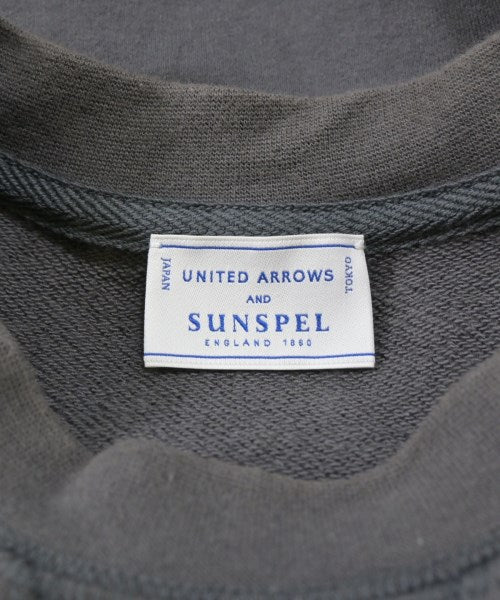 JAPAN
UNITED ARROWS
TOKYO
AND
SUNSPEL
ENGLAND 1860